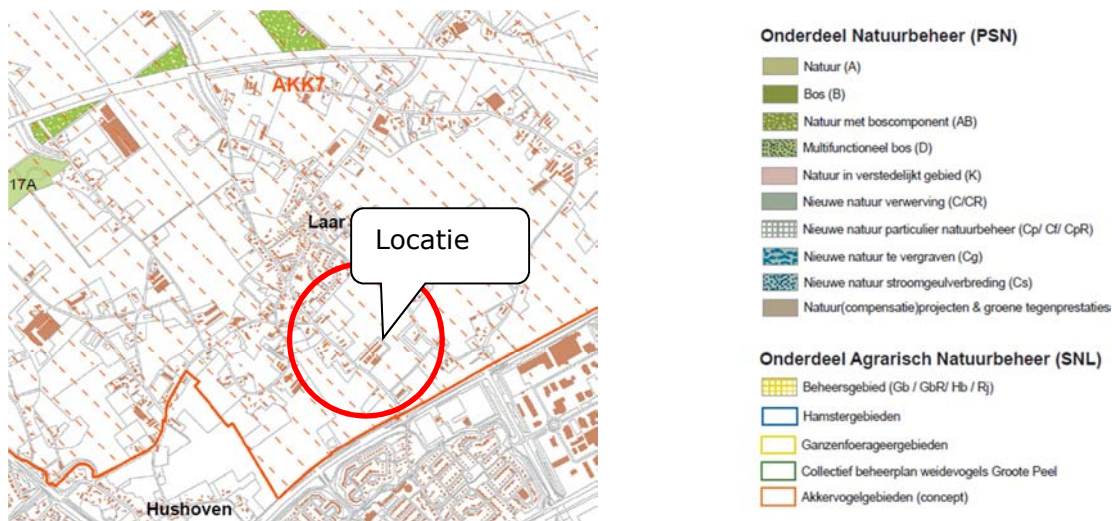 AKK7
17A
Laar
Locatie
Hushoven
Onderdeel Natuurbeheer (PSN)
Natuur (A)
Bos (B)
Natuur met boscomponent (AB)
Multifunctioneel bos (D)
Natuur in verstedelijkt gebied (K)
Nieuwe natuur verwerving (C/CR)
Nieuwe natuur particulier natuurbeheer (Cp/ Cf/ CpR)
Nieuwe natuur te vergraven (Cg)
Nieuwe natuur stroomgeulverbreding (Cs)
Natuur(compensatie)projecten & groene tegenprestaties
Onderdeel Agrarisch Natuurbeheer (SNL)
Beheersgebied (Gb / GbR/ Hb / Rj)
Hamstergebieden
Ganzenfoerageergebieden
Collectief beheerplan weidevogels Groote Peel
Akkervogelgebieden (concept)